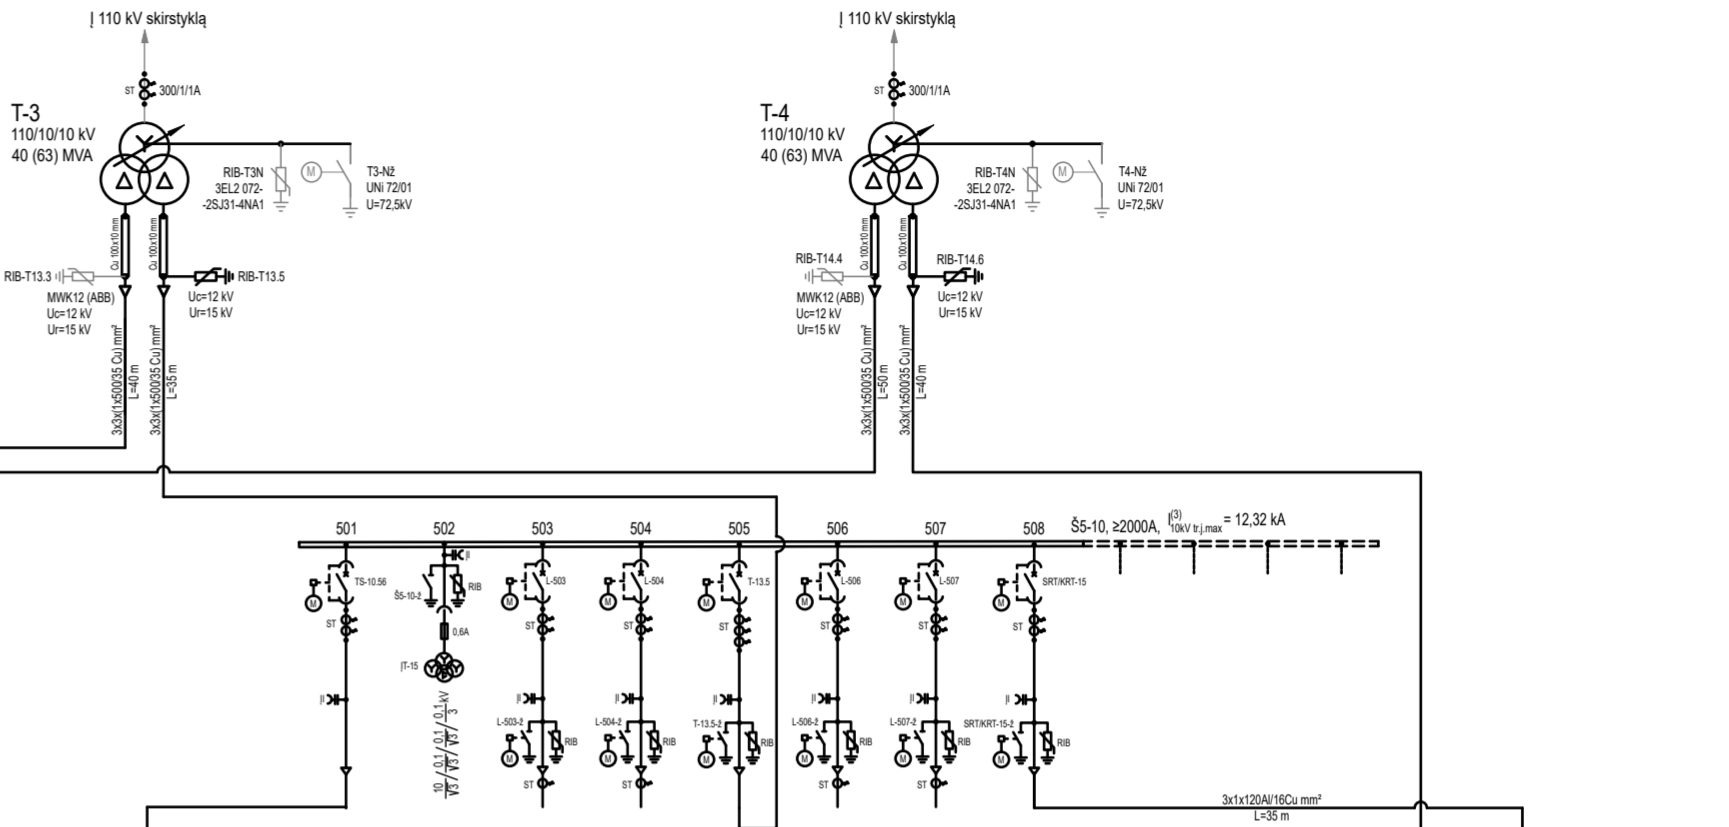 Į 110 kV skirstyklą
ST 300/1/1A
T-3
110/10/10 kV
40 (63) MVA
RIB-T3N
3EL2 072-
-2SJ31-4NA1
M
T3-Nž
UNi 72/01
U=72,5kV
Cu 100x10 mm
Cu 100x10 mm
RIB-T13.3
MWK12 (ABB)
Uc=12 kV
Ur=15 kV
RIB-T13.5
Uc=12 kV
Ur=15 kV
3x3x(1x500/35 Cu) mm²
L=40 m
3x3x(1x500/35 Cu) mm²
L=35 m
Į 110 kV skirstyklą
ST 300/1/1A
T-4
110/10/10 kV
40 (63) MVA
RIB-T4N
3EL2 072-
-2SJ31-4NA1
M
T4-Nž
UNi 72/01
U=72,5kV
Cu 100x10 mm
Cu 100x10 mm
RIB-T14.4
MWK12 (ABB)
Uc=12 kV
Ur=15 kV
RIB-T14.6
Uc=12 kV
Ur=15 kV
3x3x(1x500/35 Cu) mm²
L=50 m
3x3x(1x500/35 Cu) mm²
L=40 m
501 502 503 504 505 506 507 508
Š5-10, ≥2000A, I(3) 10kV tr.j.max = 12,32 kA
TS-10.56
M
ST
ĮI
ĮI
Š5-10-ž
RIB
0,6A
ĮT-15
10/√3 / 0,1/√3 / 0,1/√3 / 0,1/3 kV
L-503
M
ST
ĮI
L-503-ž
M
RIB
ST
L-504
M
ST
ĮI
L-504-ž
M
RIB
ST
T-13.5
M
ST
ĮI
T-13.5-ž
M
RIB
L-506
M
ST
ĮI
L-506-ž
M
RIB
ST
L-507
M
ST
ĮI
L-507-ž
M
RIB
ST
SRT/KRT-15
M
ST
ĮI
SRT/KRT-15-ž
M
RIB
3x1x120Al/16Cu mm²
L=35 m